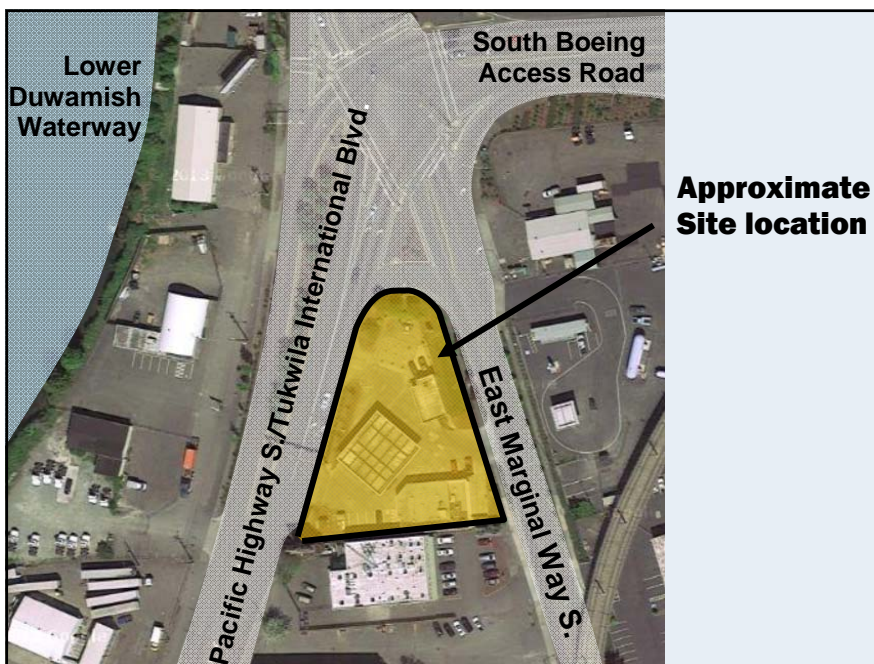 Lower
Duwamish
Waterway
South Boeing
Access Road
Approximate
Site location
Pacific Highway S./Tukwila International Blvd
East Marginal Way S.